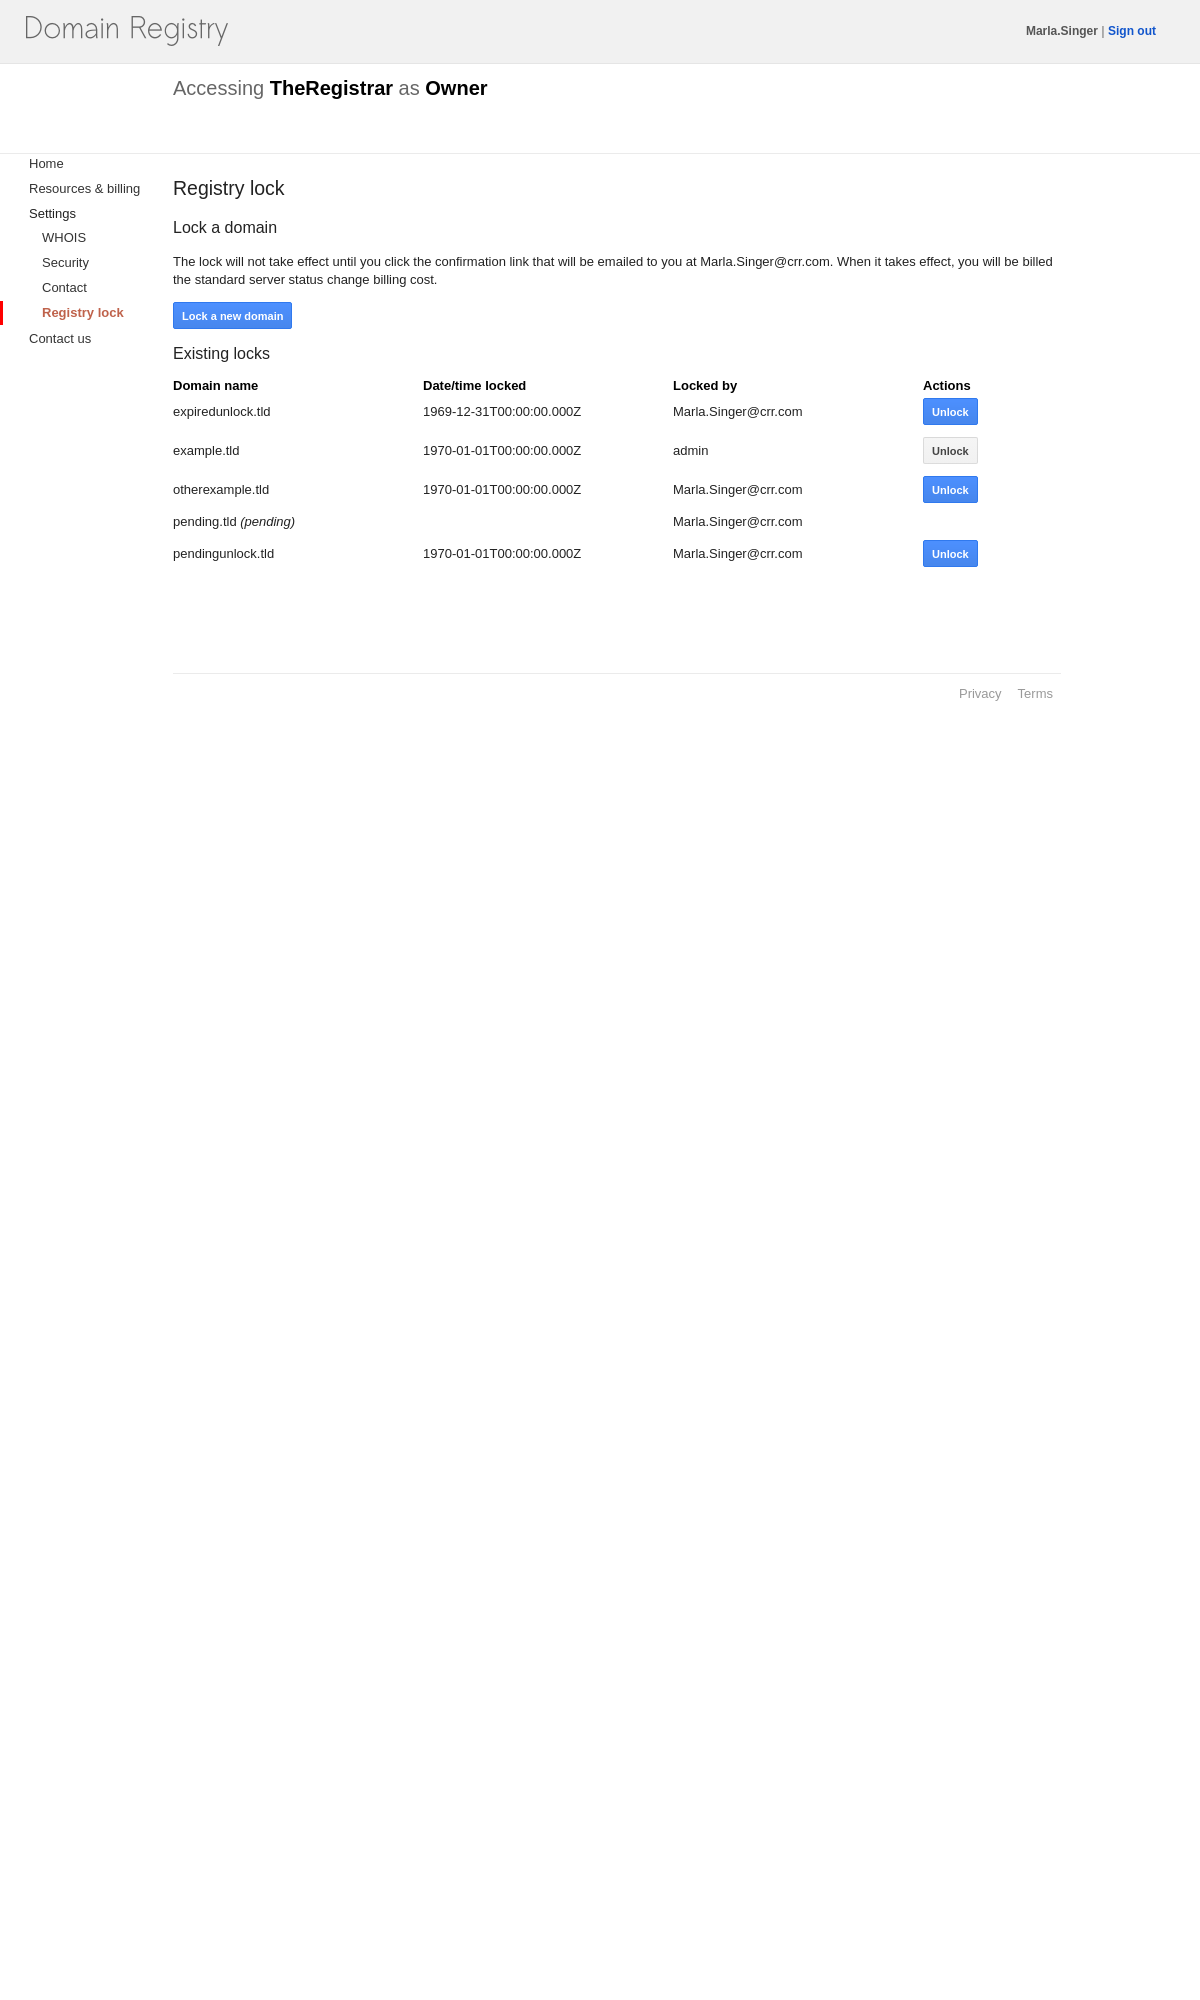 Domain Registry
Marla.Singer | Sign out
Accessing TheRegistrar as Owner
Home
Resources & billing
Settings
WHOIS
Security
Contact
Registry lock
Contact us
Registry lock
Lock a domain
The lock will not take effect until you click the confirmation link that will be emailed to you at Marla.Singer@crr.com. When it takes effect, you will be billed
the standard server status change billing cost.
Lock a new domain
Existing locks
Domain name Date/time locked Locked by Actions
expiredunlock.tld 1969-12-31T00:00:00.000Z Marla.Singer@crr.com Unlock
example.tld 1970-01-01T00:00:00.000Z admin Unlock
otherexample.tld 1970-01-01T00:00:00.000Z Marla.Singer@crr.com Unlock
pending.tld (pending) Marla.Singer@crr.com
pendingunlock.tld 1970-01-01T00:00:00.000Z Marla.Singer@crr.com Unlock
Privacy Terms